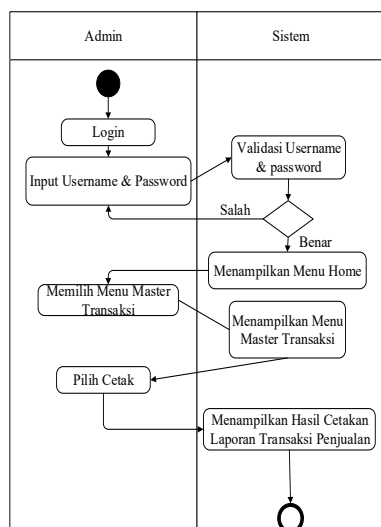 Admin
Sistem
Login
Input Username & Password
Validasi Username
& password
Salah
Benar
Menampilkan Menu Home
Memilih Menu Master
Transaksi
Menampilkan Menu
Master Transaksi
Pilih Cetak
Menampilkan Hasil Cetakan
Laporan Transaksi Penjualan